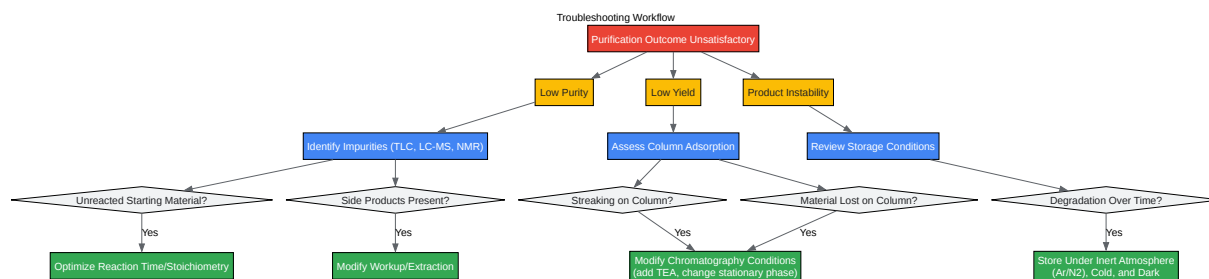 Troubleshooting Workflow
Purification Outcome Unsatisfactory
Low Purity
Low Yield
Product Instability
Identify Impurities (TLC, LC-MS, NMR)
Assess Column Adsorption
Review Storage Conditions
Unreacted Starting Material?
Side Products Present?
Streaking on Column?
Material Lost on Column?
Degradation Over Time?
Yes
Yes
Yes
Yes
Yes
Optimize Reaction Time/Stoichiometry
Modify Workup/Extraction
Modify Chromatography Conditions
(add TEA, change stationary phase)
Store Under Inert Atmosphere
(Ar/N2), Cold, and Dark